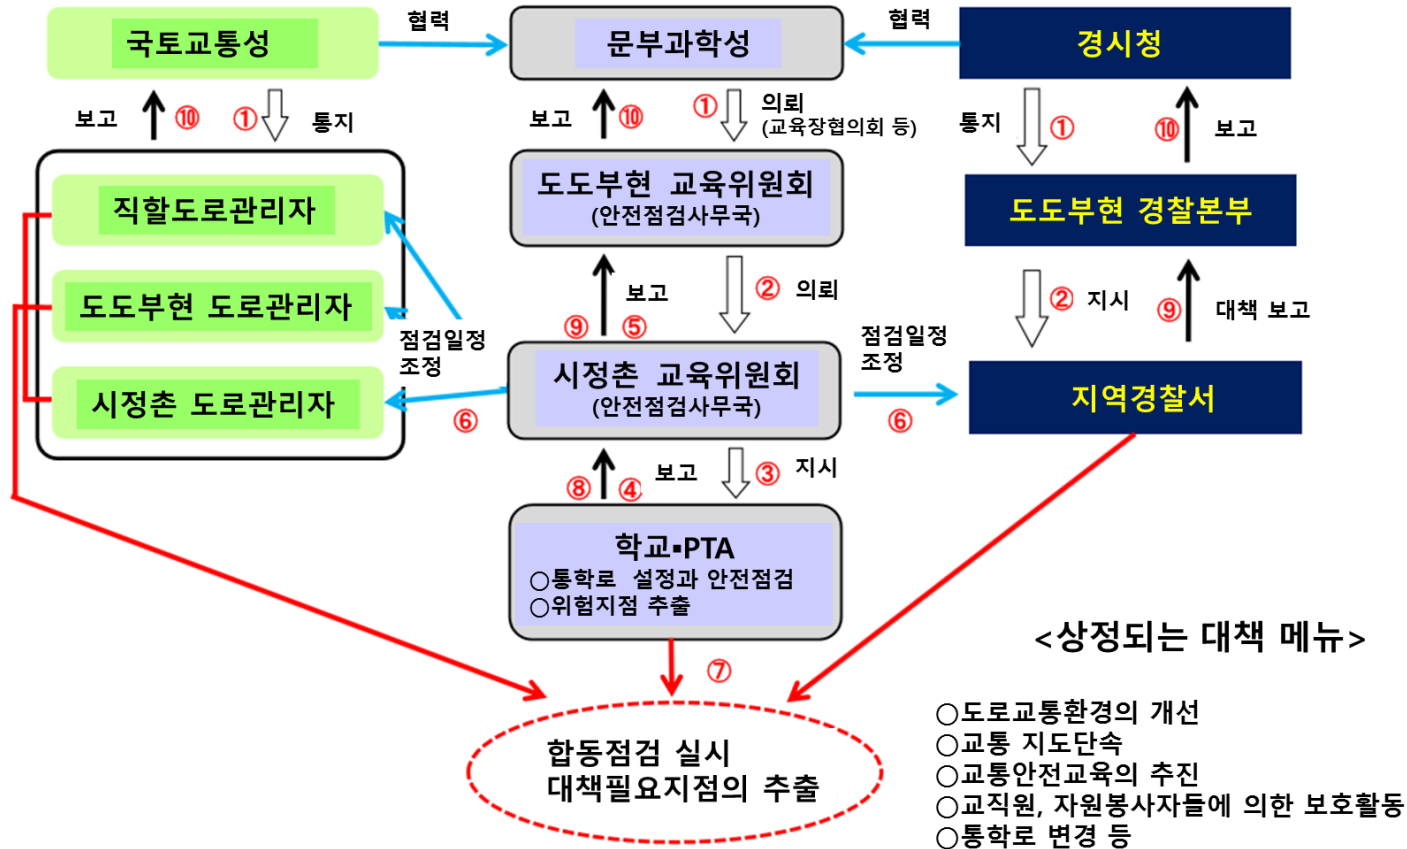 국토교통성
협력
문부과학성
협력
경시청
보고
⑩
①
통지
보고
⑩
①
의뢰
(교육장협의회 등)
통지
①
⑩
보고
직할도로관리자
도도부현 교육위원회
(안전점검사무국)
도도부현 경찰본부
도도부현 도로관리자
보고
②
의뢰
⑨
⑤
②
지시
⑨
대책 보고
점검일정
조정
시정촌 도로관리자
⑥
시정촌 교육위원회
(안전점검사무국)
점검일정
조정
⑥
지역경찰서
⑧
④
보고
③
지시
학교▪PTA
○통학로 설정과 안전점검
○위험지점 추출
⑦
합동점검 실시
대책필요지점의 추출
<상정되는 대책 메뉴>
○도로교통환경의 개선
○교통 지도단속
○교통안전교육의 추진
○교직원, 자원봉사자들에 의한 보호활동
○통학로 변경 등